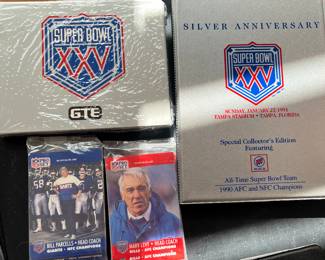 SUPER BOWL
XXV
GTE
SILVER ANNIVERSARY
SUPER BOWL
XXV
SUNDAY, JANUARY 27, 1991
TAMPA STADIUM • TAMPA, FLORIDA
Special Collector's Edition
Featuring
All-Time Super Bowl Team
1990 AFC and NFC Champions
BILL PARCELLS • HEAD COACH
GIANTS • NFC CHAMPIONS
MARV LEVY • HEAD COACH
BILLS • AFC CHAMPIONS